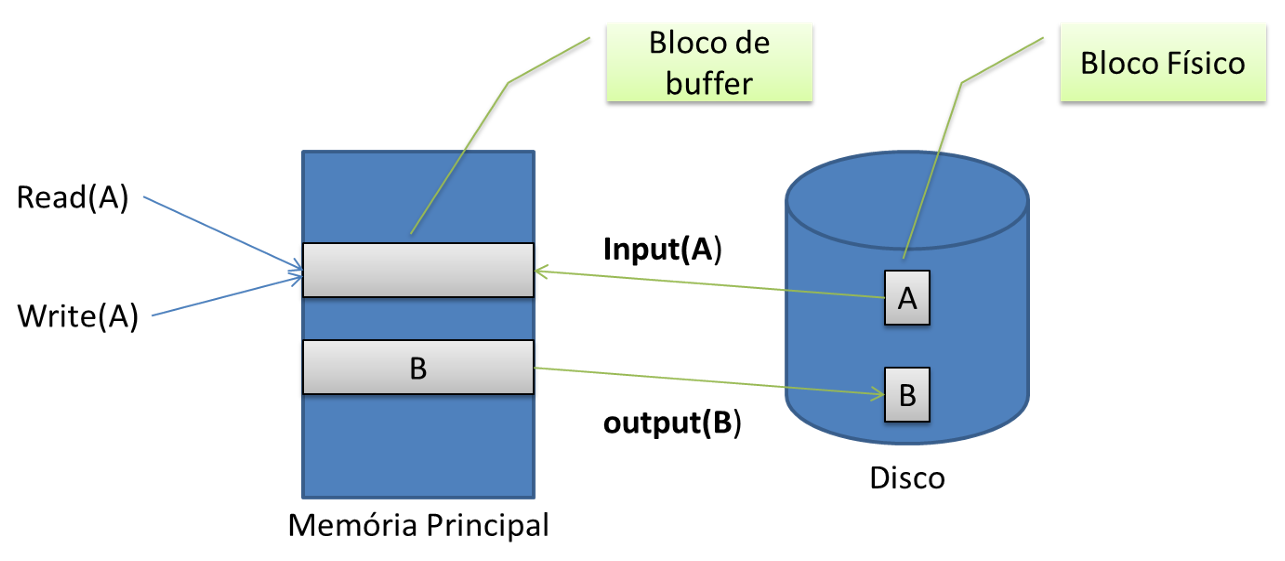 Bloco de
buffer
Bloco Físico
Read(A)
Input(A)
A
Write(A)
B
B
output(B)
Disco
Memória Principal